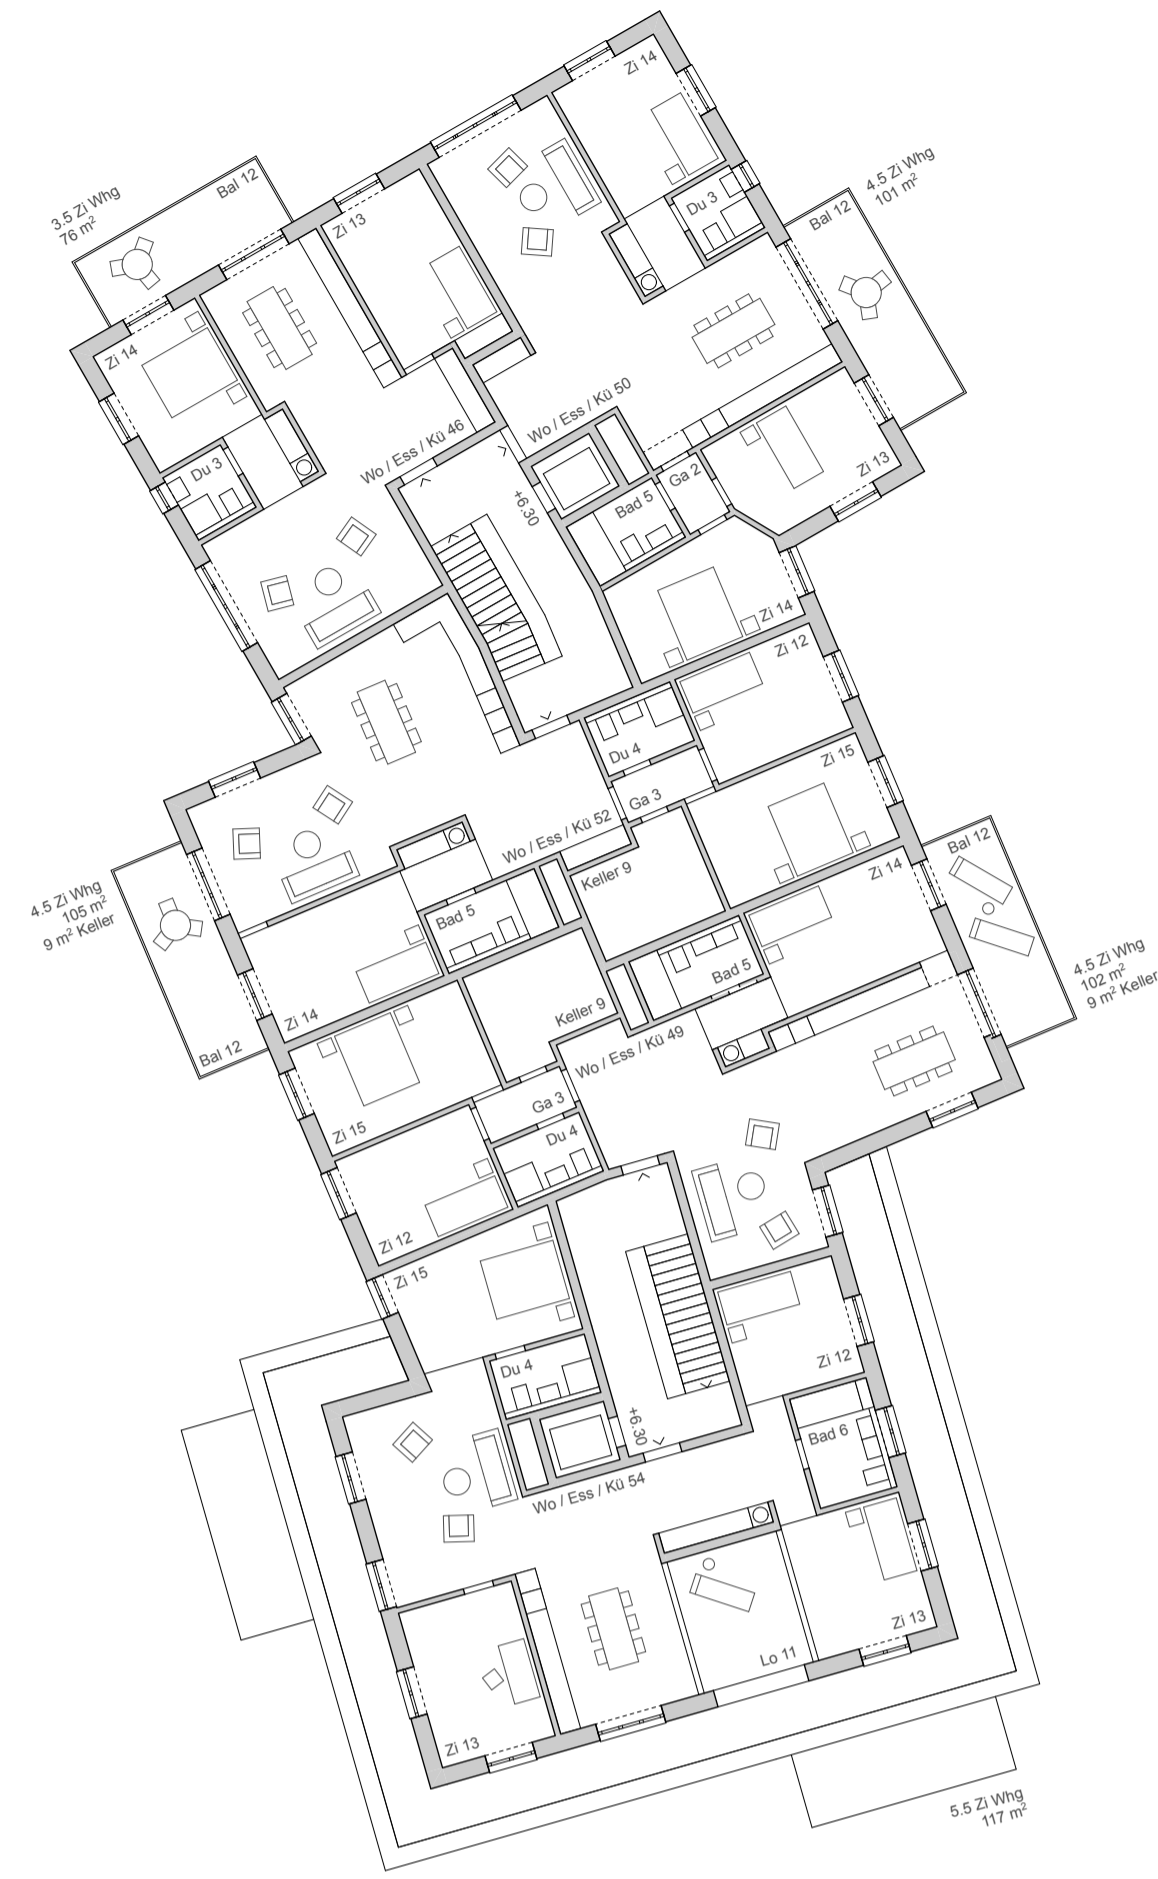 Zi 14
3.5 Zi Whg
76 m²
Bal 12
Zi 13
Du 3
4.5 Zi Whg
101 m²
Bal 12
Zi 14
Wo / Ess / Kü 50
Wo / Ess / Kü 46
Du 3
+6.30
Bad 5
Ga 2
Zi 13
Zi 14
Zi 12
Du 4
Zi 15
Ga 3
Wo / Ess / Kü 52
Keller 9
Bal 12
Zi 14
4.5 Zi Whg
105 m²
9 m² Keller
Bad 5
Bad 5
4.5 Zi Whg
102 m²
9 m² Keller
Zi 14
Keller 9
Bal 12
Wo / Ess / Kü 49
Ga 3
Zi 15
Du 4
Zi 12
Zi 15
Zi 12
Du 4
+6.30
Bad 6
Wo / Ess / Kü 54
Zi 13
Lo 11
Zi 13
5.5 Zi Whg
117 m²